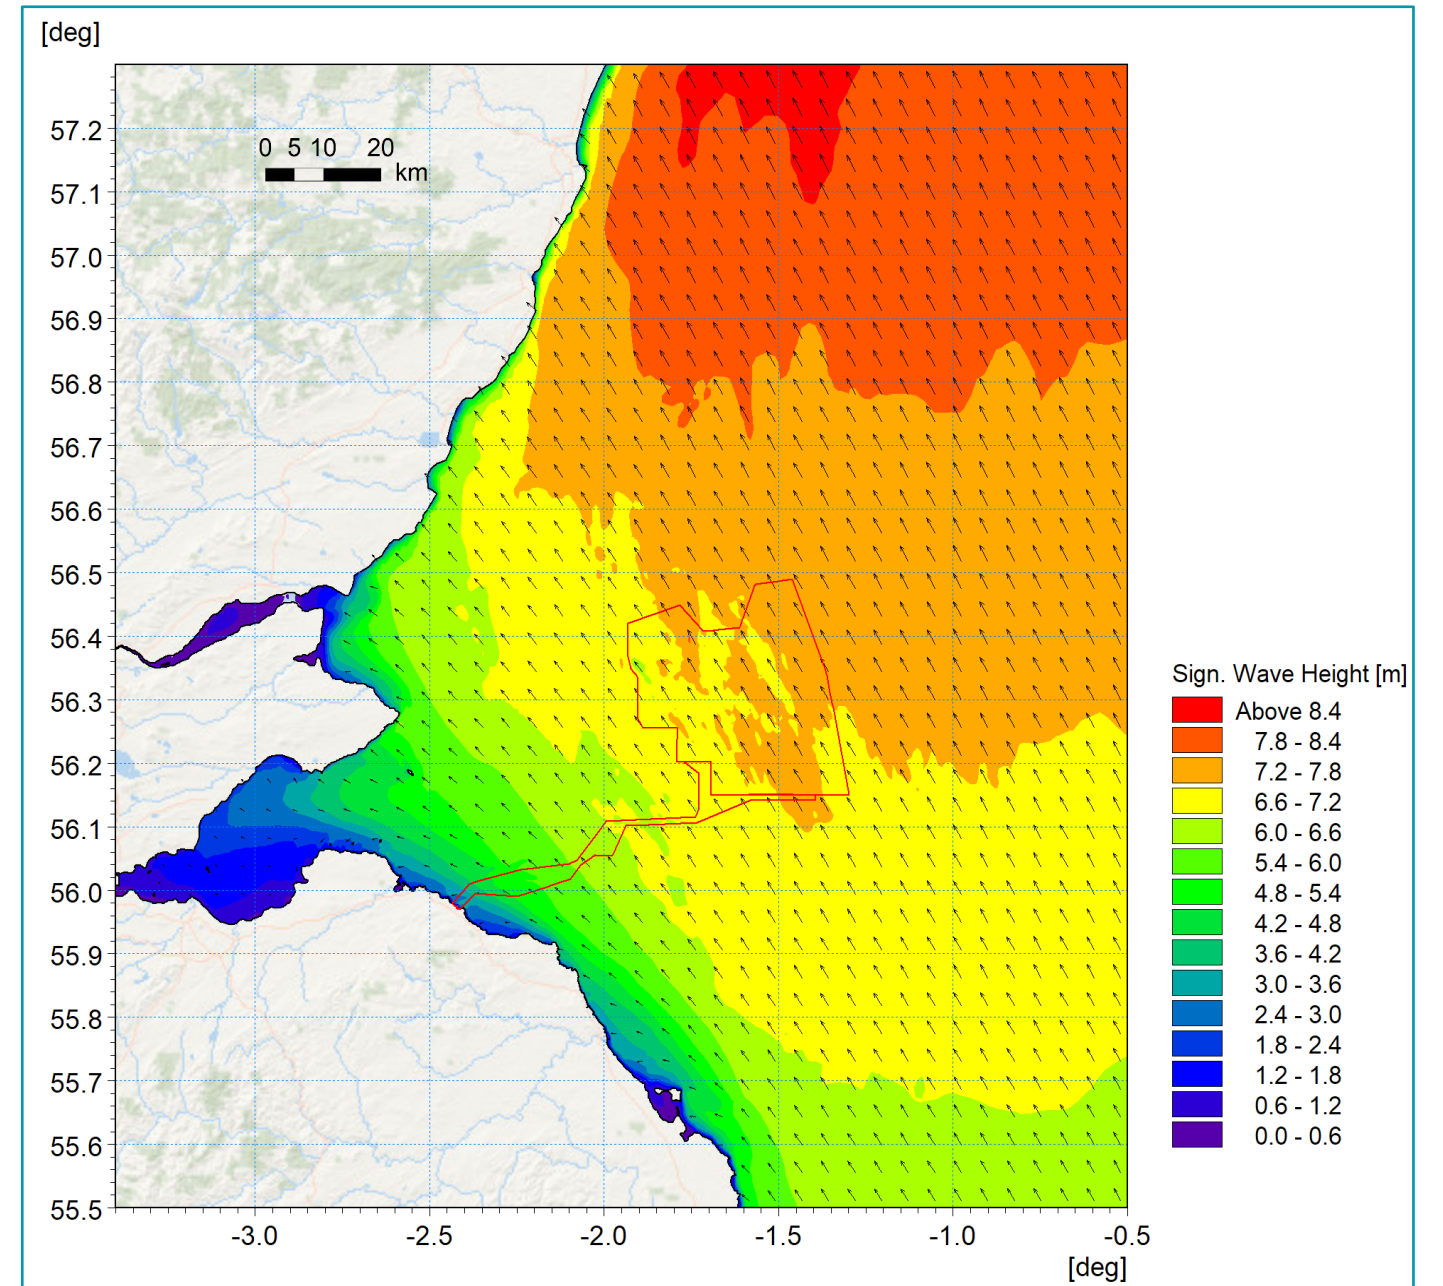 [deg]
57.2
57.1
57.0
56.9
56.8
56.7
56.6
56.5
56.4
56.3
56.2
56.1
56.0
55.9
55.8
55.7
55.6
55.5
0 5 10 20
km
-3.0 -2.5 -2.0 -1.5 -1.0 -0.5
[deg]
Sign. Wave Height [m]
Above 8.4
7.8 - 8.4
7.2 - 7.8
6.6 - 7.2
6.0 - 6.6
5.4 - 6.0
4.8 - 5.4
4.2 - 4.8
3.6 - 4.2
3.0 - 3.6
2.4 - 3.0
1.8 - 2.4
1.2 - 1.8
0.6 - 1.2
0.0 - 0.6